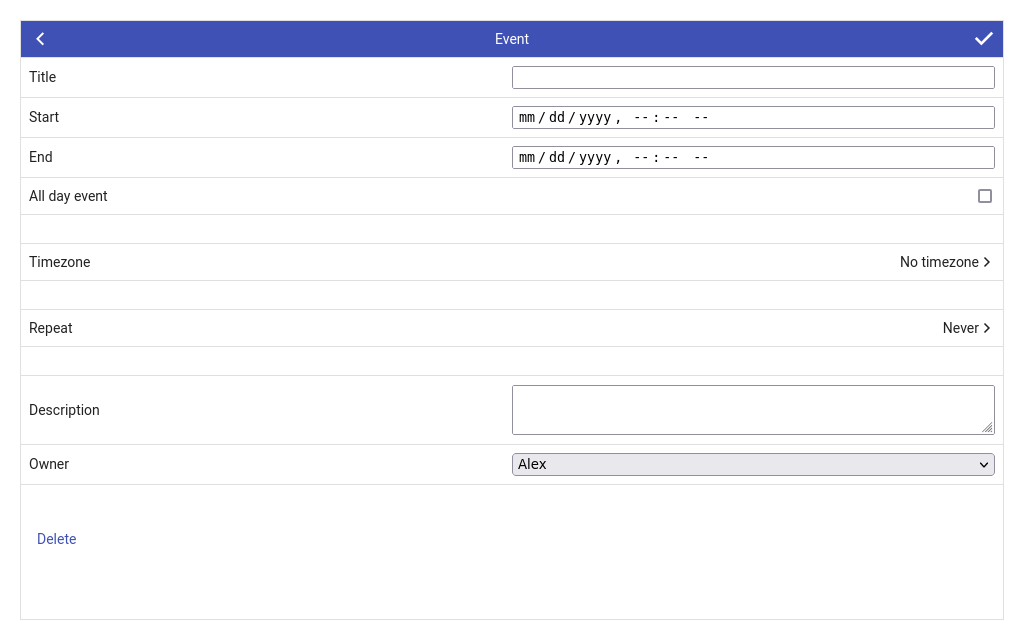 Event
Title
Start mm/dd/yyyy, --:-- --
End mm/dd/yyyy, --:-- --
All day event
Timezone No timezone
Repeat Never
Description
Owner Alex
Delete